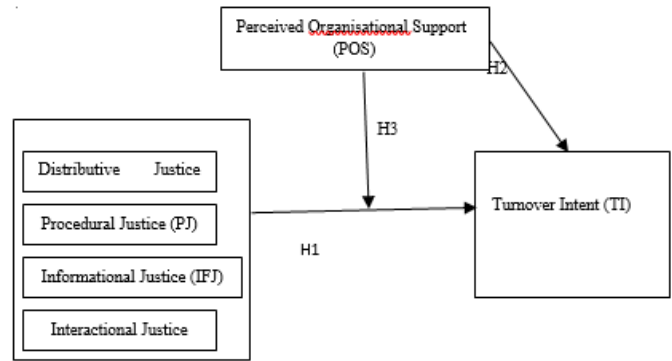 Perceived Organisational Support
(POS)
H2
H3
Distributive Justice
Procedural Justice (PJ)
Informational Justice (IFJ)
Interactional Justice
Turnover Intent (TI)
H1